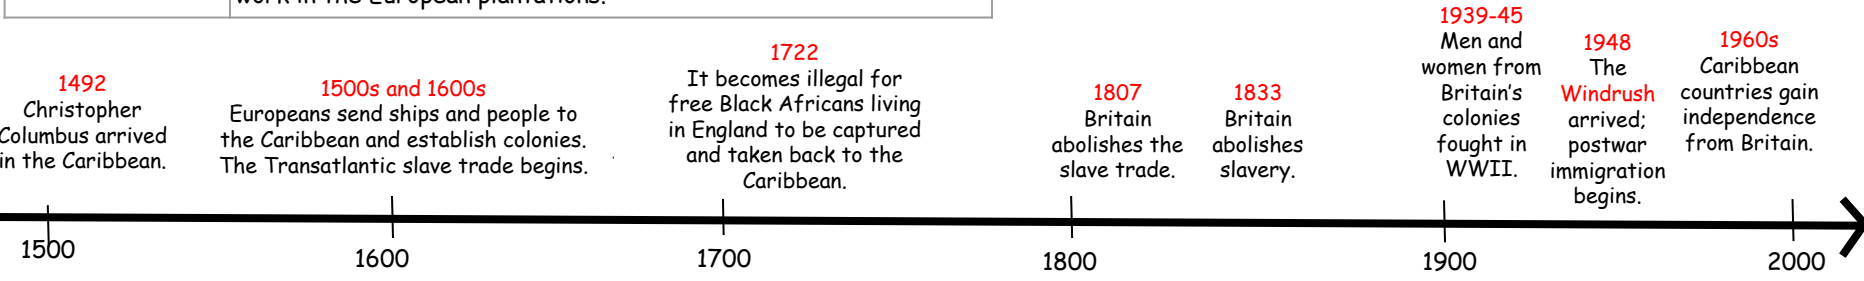 work in the European plantations.
1492
Christopher
Columbus arrived
in the Caribbean.
1500s and 1600s
Europeans send ships and people to
the Caribbean and establish colonies.
The Transatlantic slave trade begins.
1722
It becomes illegal for
free Black Africans living
in England to be captured
and taken back to the
Caribbean.
1807
Britain
abolishes the
slave trade.
1833
Britain
abolishes
slavery.
1939-45
Men and
women from
Britain's
colonies
fought in
WWII.
1948
The
Windrush
arrived;
postwar
immigration
begins.
1960s
Caribbean
countries gain
independence
from Britain.
1500
1600
1700
1800
1900
2000